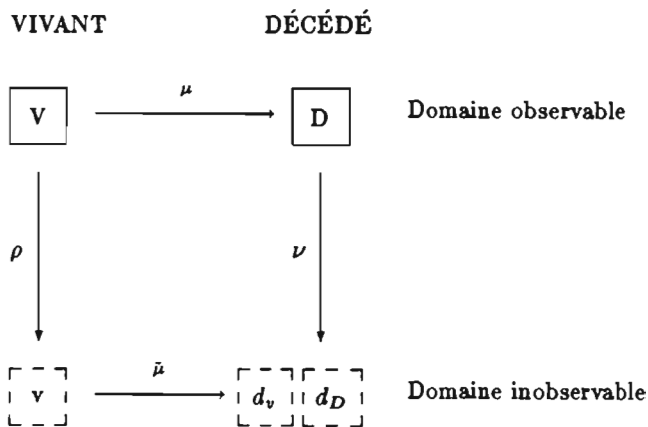 VIVANT DÉCÉDÉ
μ
V D Domaine observable
ρ ν
μ̃
v d_v d_D Domaine inobservable